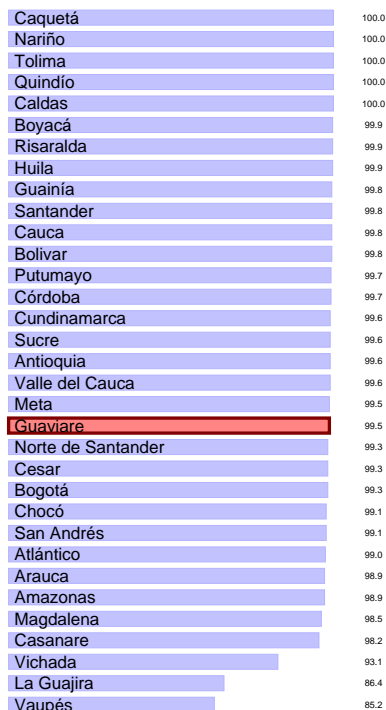 Caquetá 100.0
Nariño 100.0
Tolima 100.0
Quindío 100.0
Caldas 100.0
Boyacá 99.9
Risaralda 99.9
Huila 99.9
Guainía 99.8
Santander 99.8
Cauca 99.8
Bolivar 99.8
Putumayo 99.7
Córdoba 99.7
Cundinamarca 99.6
Sucre 99.6
Antioquia 99.6
Valle del Cauca 99.6
Meta 99.5
Guaviare 99.5
Norte de Santander 99.3
Cesar 99.3
Bogotá 99.3
Chocó 99.1
San Andrés 99.1
Atlántico 99.0
Arauca 98.9
Amazonas 98.9
Magdalena 98.5
Casanare 98.2
Vichada 93.1
La Guajira 86.4
Vaupés 85.2